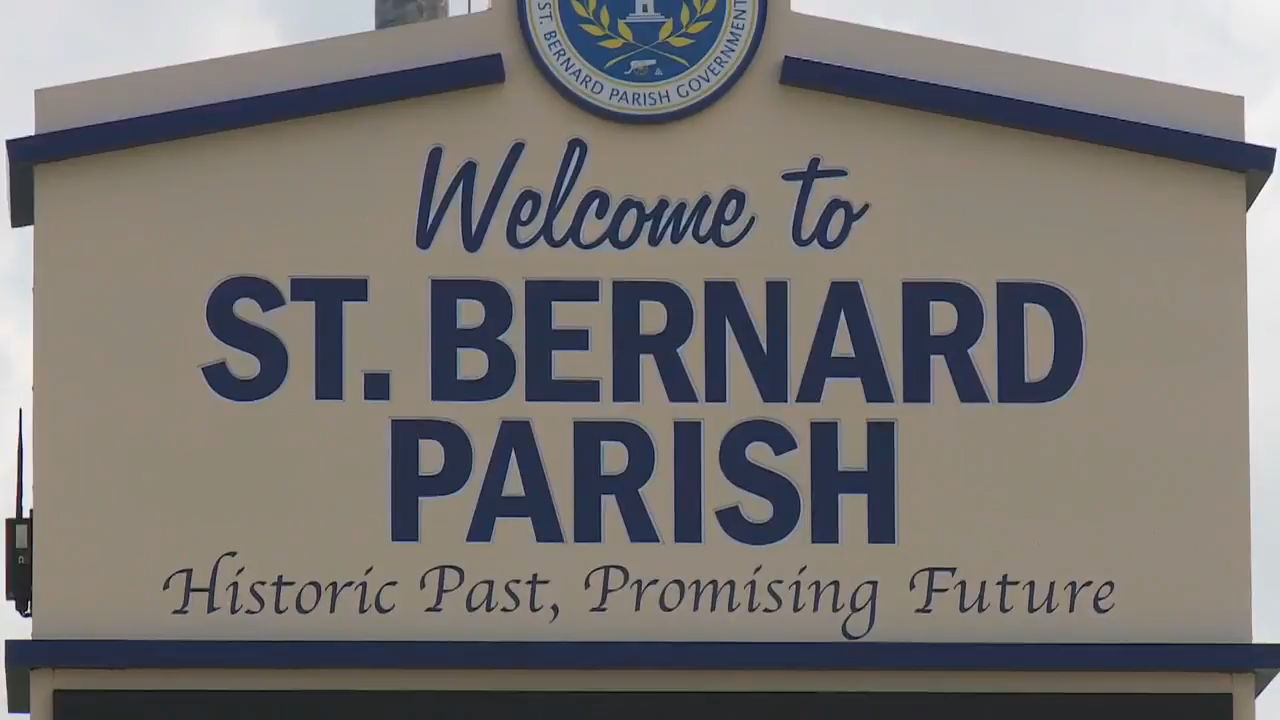 ST. BERNARD PARISH GOVERNMENT
Welcome to
ST. BERNARD
PARISH
Historic Past, Promising Future